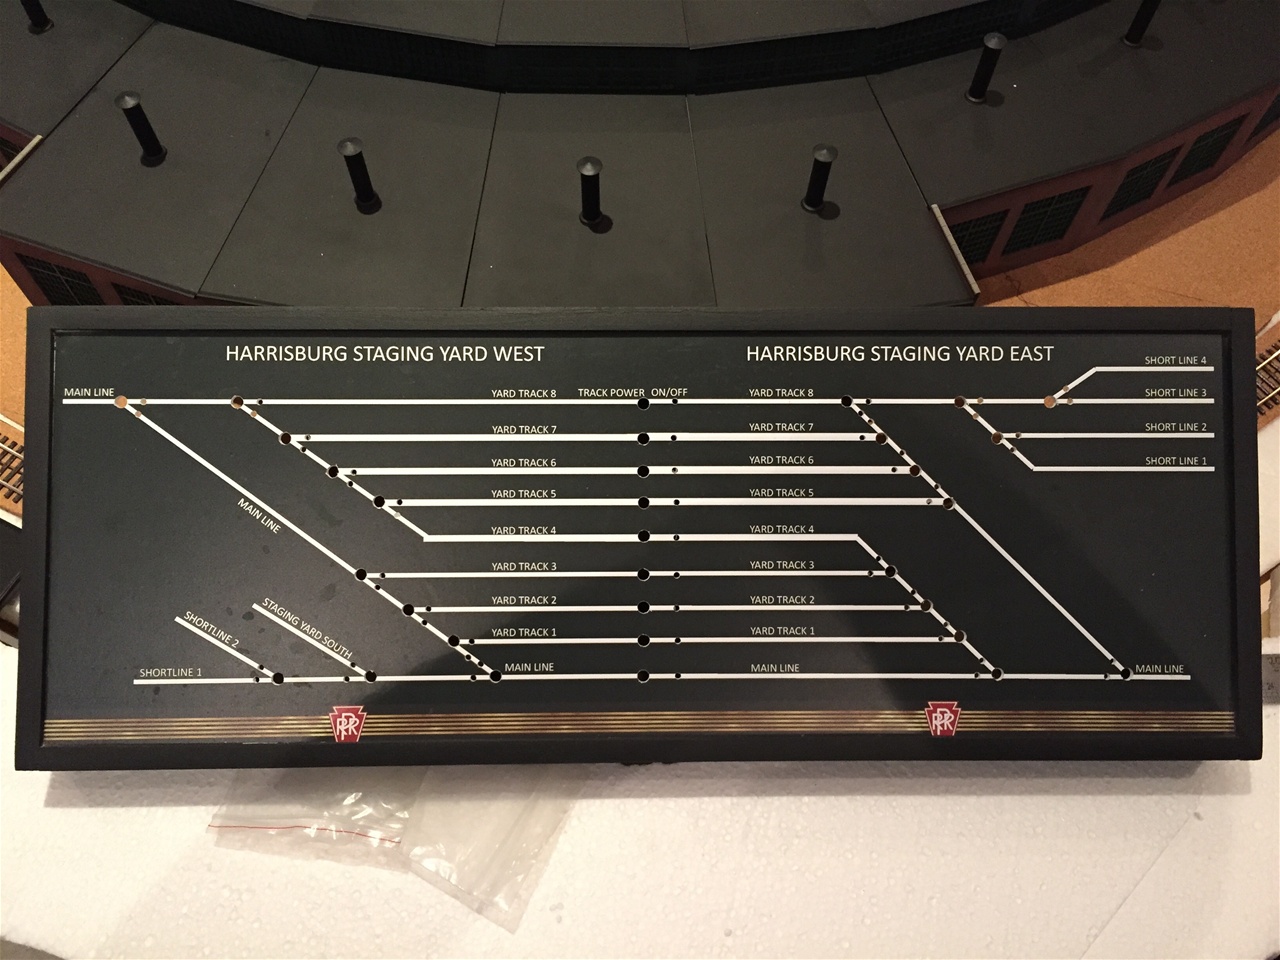 HARRISBURG STAGING YARD WEST
HARRISBURG STAGING YARD EAST
SHORT LINE 4
MAIN LINE
YARD TRACK 8
TRACK POWER ON/OFF
YARD TRACK 8
SHORT LINE 3
YARD TRACK 7
YARD TRACK 7
SHORT LINE 2
YARD TRACK 6
YARD TRACK 6
SHORT LINE 1
YARD TRACK 5
YARD TRACK 5
MAIN LINE
YARD TRACK 4
YARD TRACK 4
YARD TRACK 3
YARD TRACK 3
YARD TRACK 2
YARD TRACK 2
STAGING YARD SOUTH
SHORTLINE 2
YARD TRACK 1
YARD TRACK 1
SHORTLINE 1
MAIN LINE
MAIN LINE
MAIN LINE
PRR
PRR